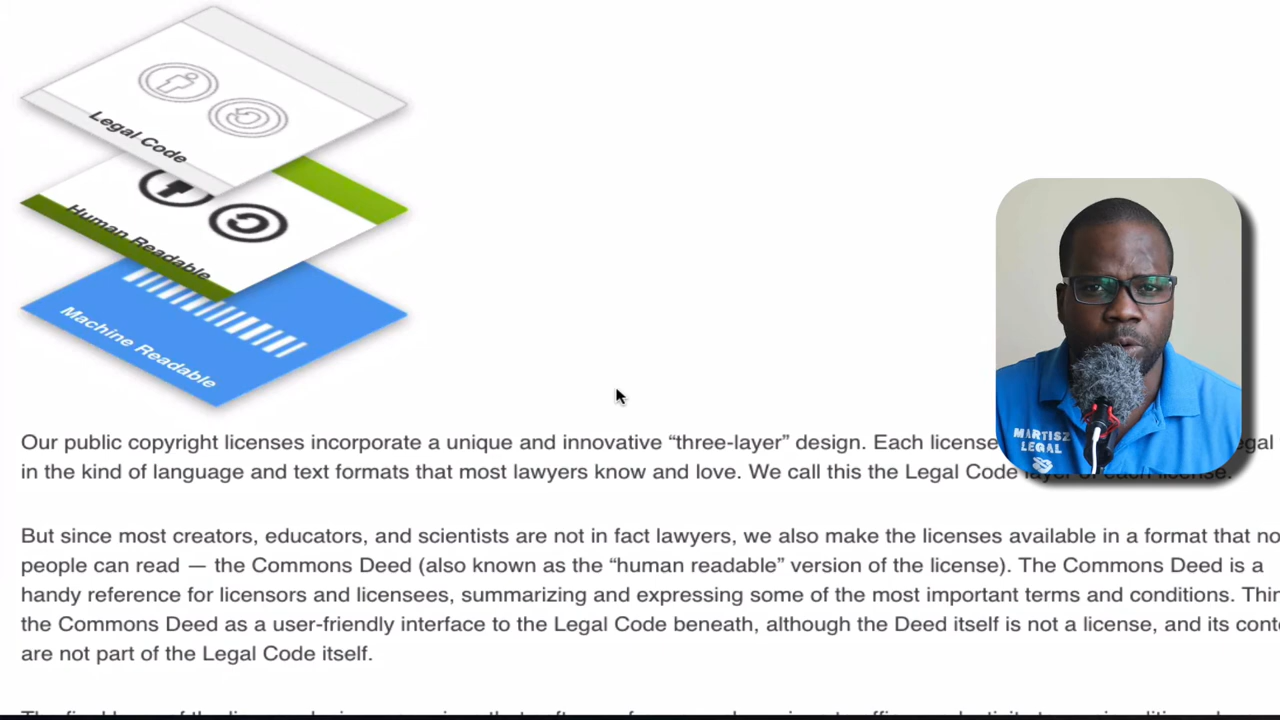 Legal Code
Human Readable
Machine Readable
Our public copyright licenses incorporate a unique and innovative “three-layer” design. Each license
in the kind of language and text formats that most lawyers know and love. We call this the Legal Code layer of each license.
MARTISZ
LEGAL
But since most creators, educators, and scientists are not in fact lawyers, we also make the licenses available in a format that
people can read — the Commons Deed (also known as the “human readable” version of the license). The Commons Deed is a
handy reference for licensors and licensees, summarizing and expressing some of the most important terms and conditions.
the Commons Deed as a user-friendly interface to the Legal Code beneath, although the Deed itself is not a license, and its
are not part of the Legal Code itself.